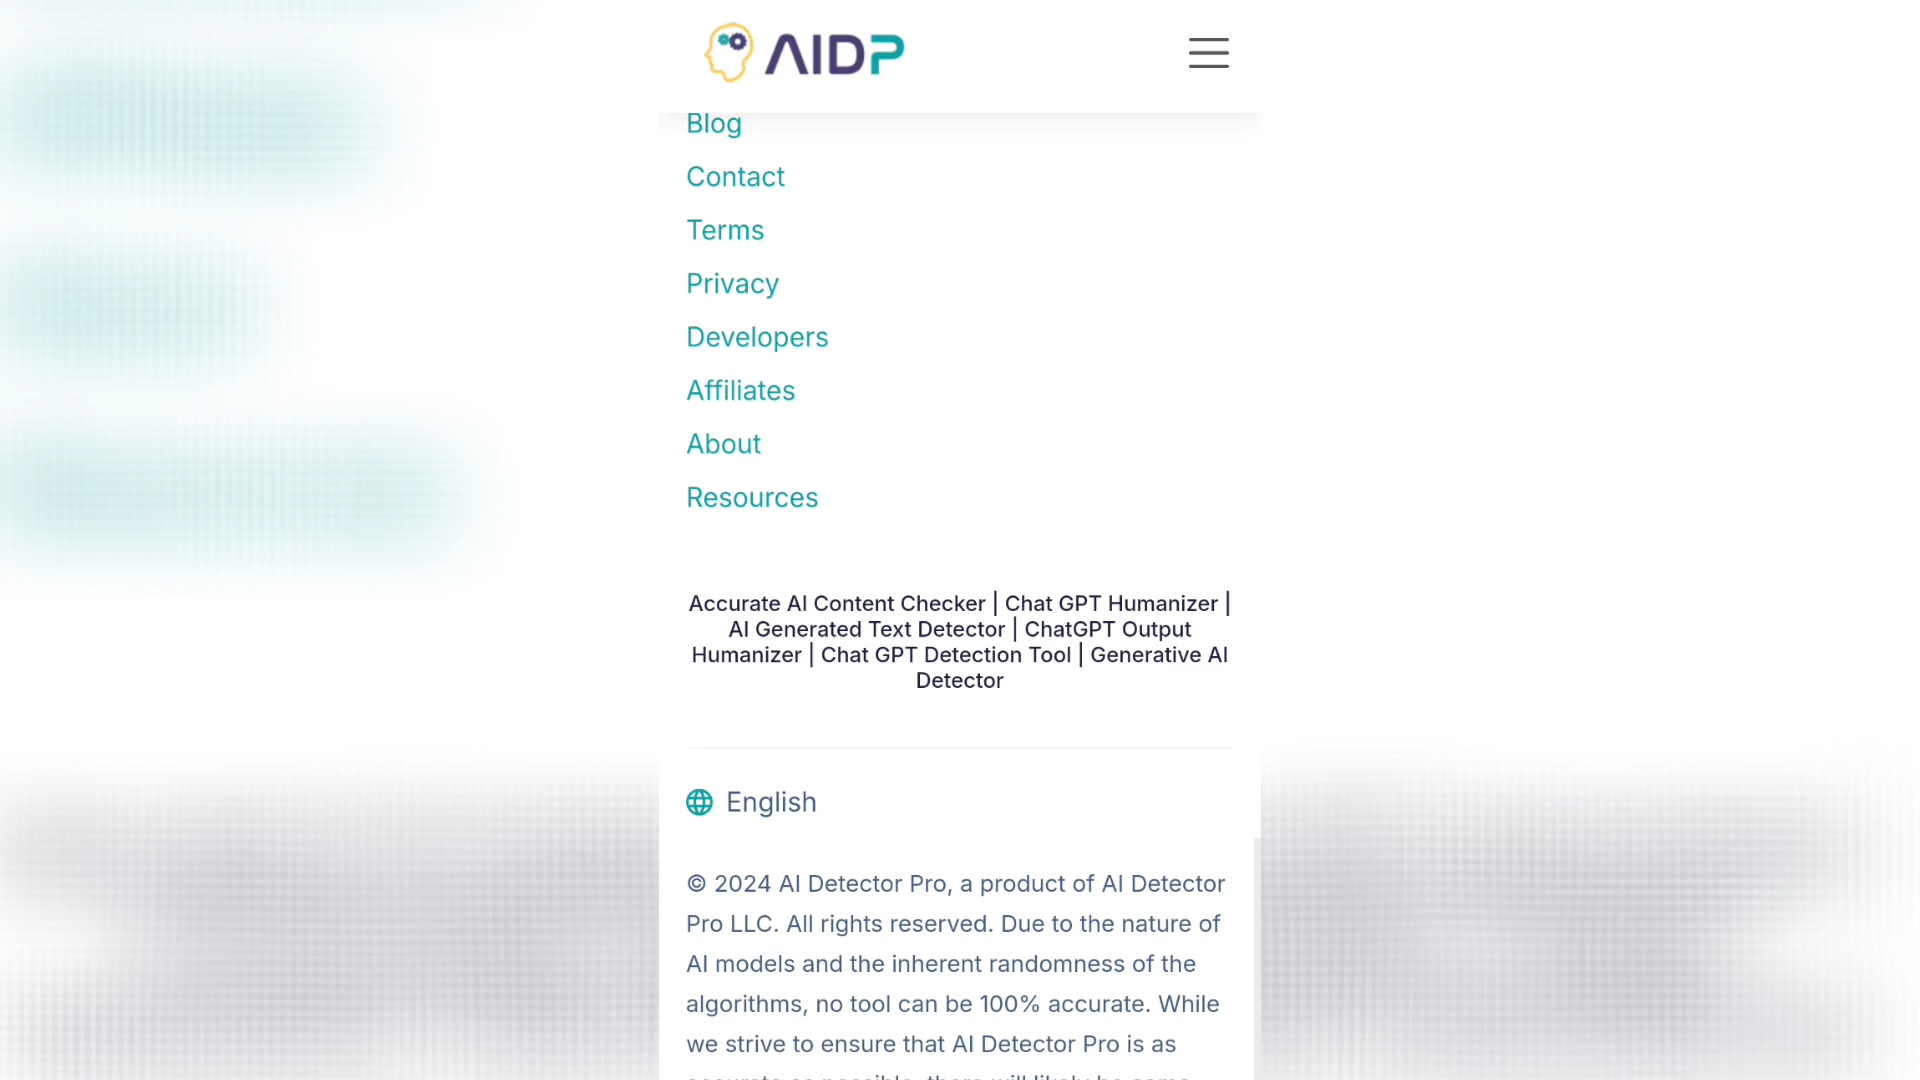 AIDP
Blog
Contact
Terms
Privacy
Developers
Affiliates
About
Resources
Accurate AI Content Checker | Chat GPT Humanizer |
AI Generated Text Detector | ChatGPT Output
Humanizer | Chat GPT Detection Tool | Generative AI
Detector
English
© 2024 AI Detector Pro, a product of AI Detector
Pro LLC. All rights reserved. Due to the nature of
AI models and the inherent randomness of the
algorithms, no tool can be 100% accurate. While
we strive to ensure that AI Detector Pro is as